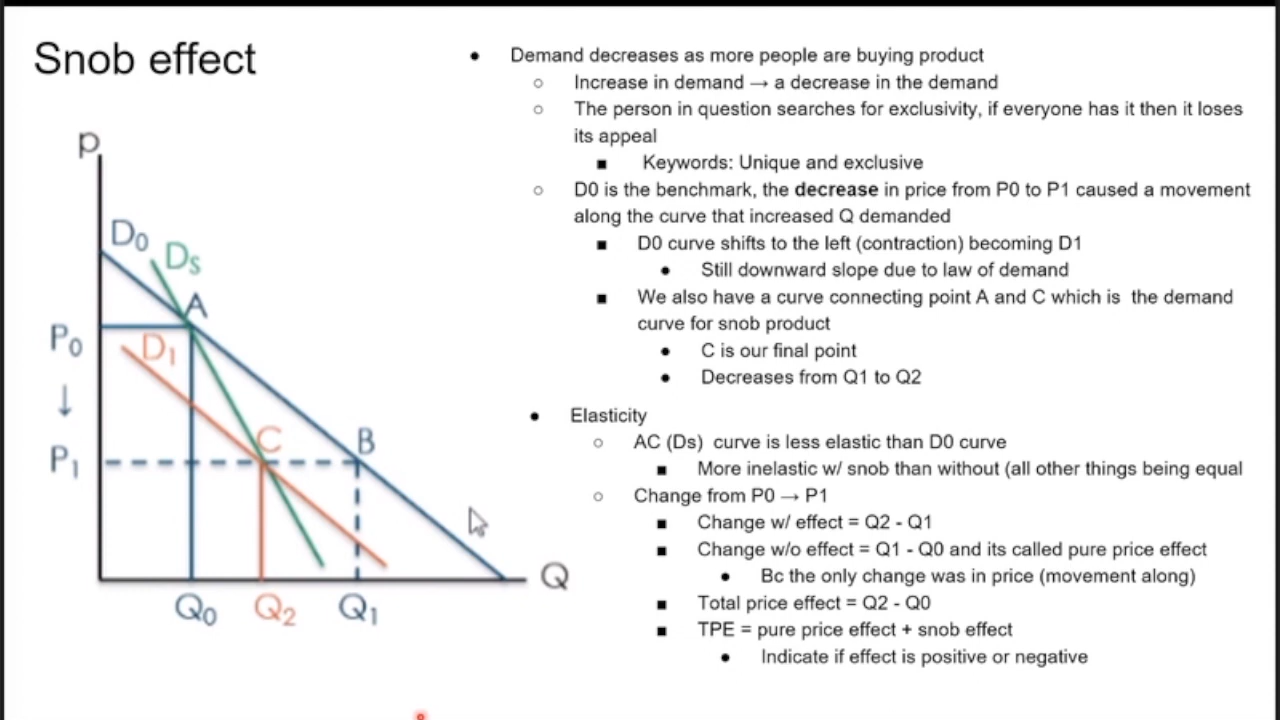 Snob effect
● Demand decreases as more people are buying product
○ Increase in demand → a decrease in the demand
○ The person in question searches for exclusivity, if everyone has it then it loses
its appeal
■ Keywords: Unique and exclusive
○ D0 is the benchmark, the decrease in price from P0 to P1 caused a movement
along the curve that increased Q demanded
■ D0 curve shifts to the left (contraction) becoming D1
● Still downward slope due to law of demand
■ We also have a curve connecting point A and C which is the demand
curve for snob product
● C is our final point
● Decreases from Q1 to Q2
● Elasticity
○ AC (Ds) curve is less elastic than D0 curve
■ More inelastic w/ snob than without (all other things being equal
○ Change from P0 → P1
■ Change w/ effect = Q2 - Q1
■ Change w/o effect = Q1 - Q0 and its called pure price effect
● Bc the only change was in price (movement along)
■ Total price effect = Q2 - Q0
■ TPE = pure price effect + snob effect
● Indicate if effect is positive or negative
P
D₀
Ds
A
P₀
D₁
↓
C
B
P₁
Q
Q₀
Q₂
Q₁